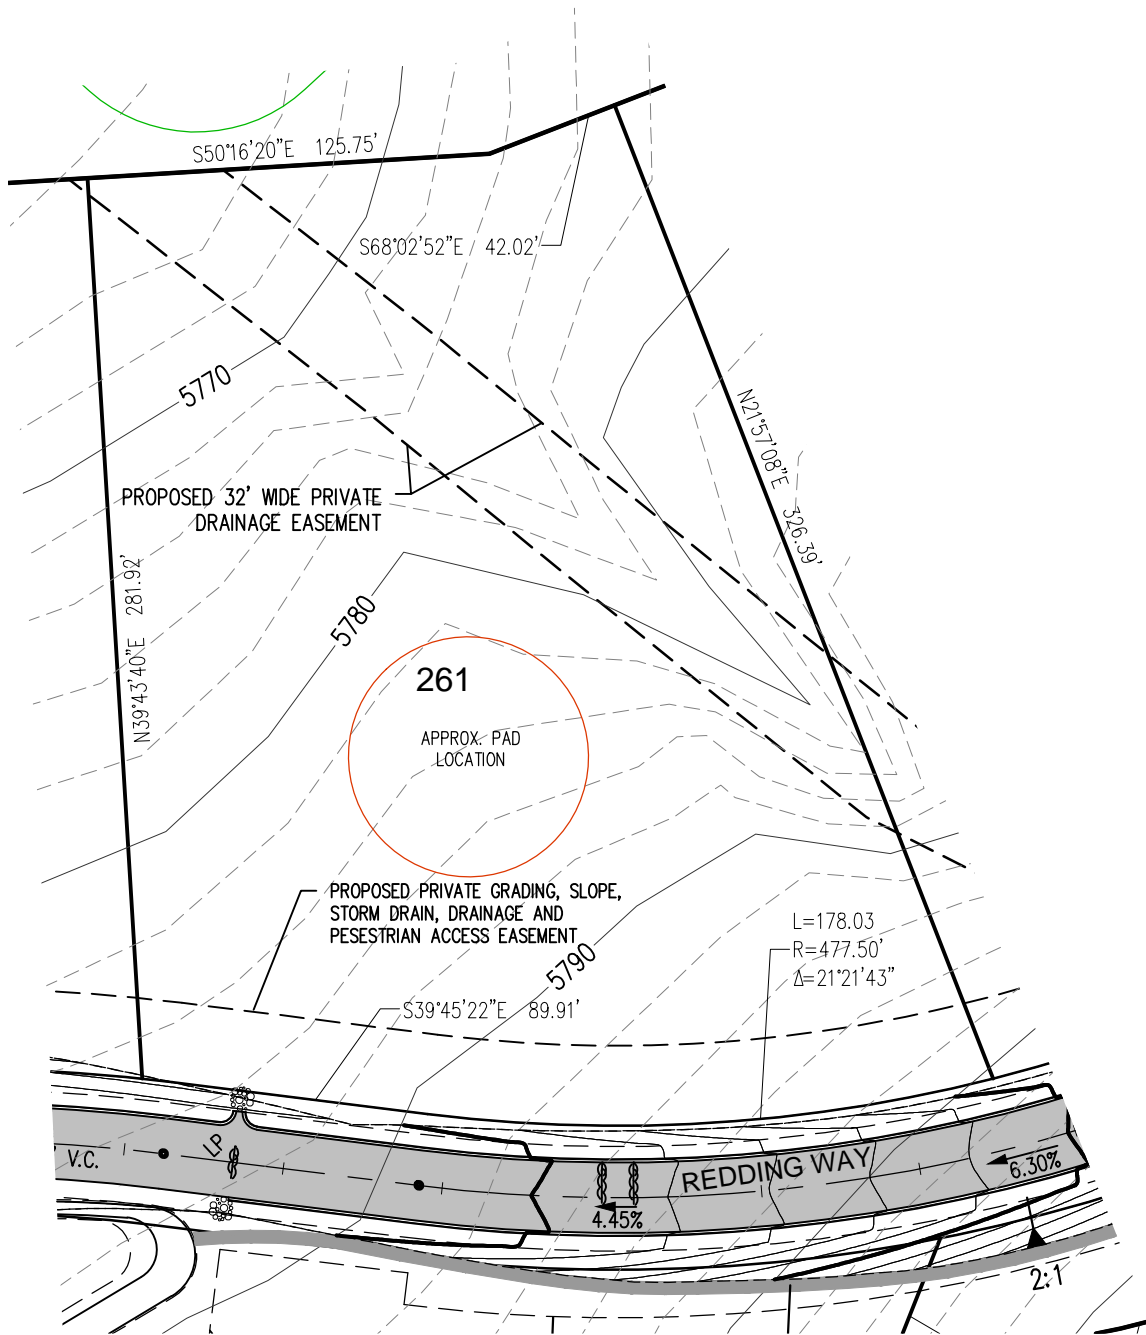 S50°16'20"E 125.75'
S68°02'52"E 42.02'
5770
N21°57'08"E 326.39'
PROPOSED 32' WIDE PRIVATE
DRAINAGE EASEMENT
N39°43'40"E 281.92'
5780
261
APPROX. PAD
LOCATION
PROPOSED PRIVATE GRADING, SLOPE,
STORM DRAIN, DRAINAGE AND
PESESTRIAN ACCESS EASEMENT
5790
L=178.03
R=477.50'
Δ=21°21'43"
S39°45'22"E 89.91'
V.C.
LP
REDDING WAY
6.30%
4.45%
2:1